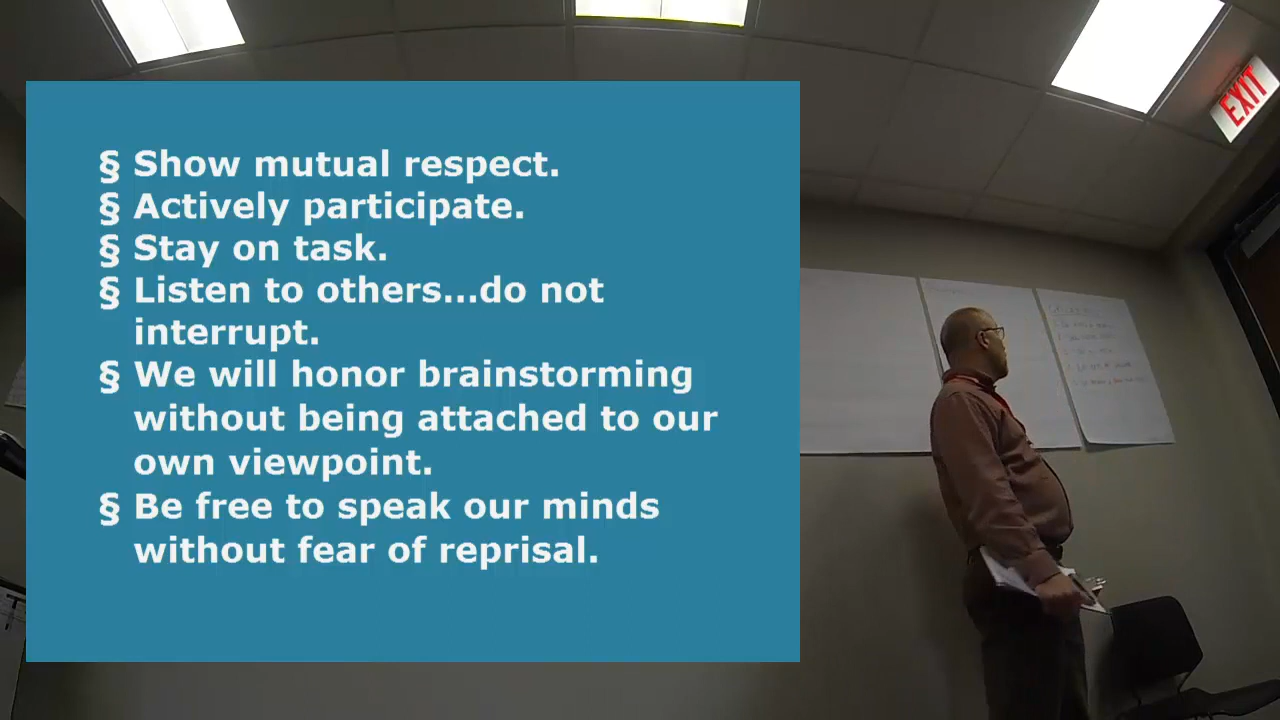 § Show mutual respect.
§ Actively participate.
§ Stay on task.
§ Listen to others...do not
interrupt.
§ We will honor brainstorming
without being attached to our
own viewpoint.
§ Be free to speak our minds
without fear of reprisal.
EXIT